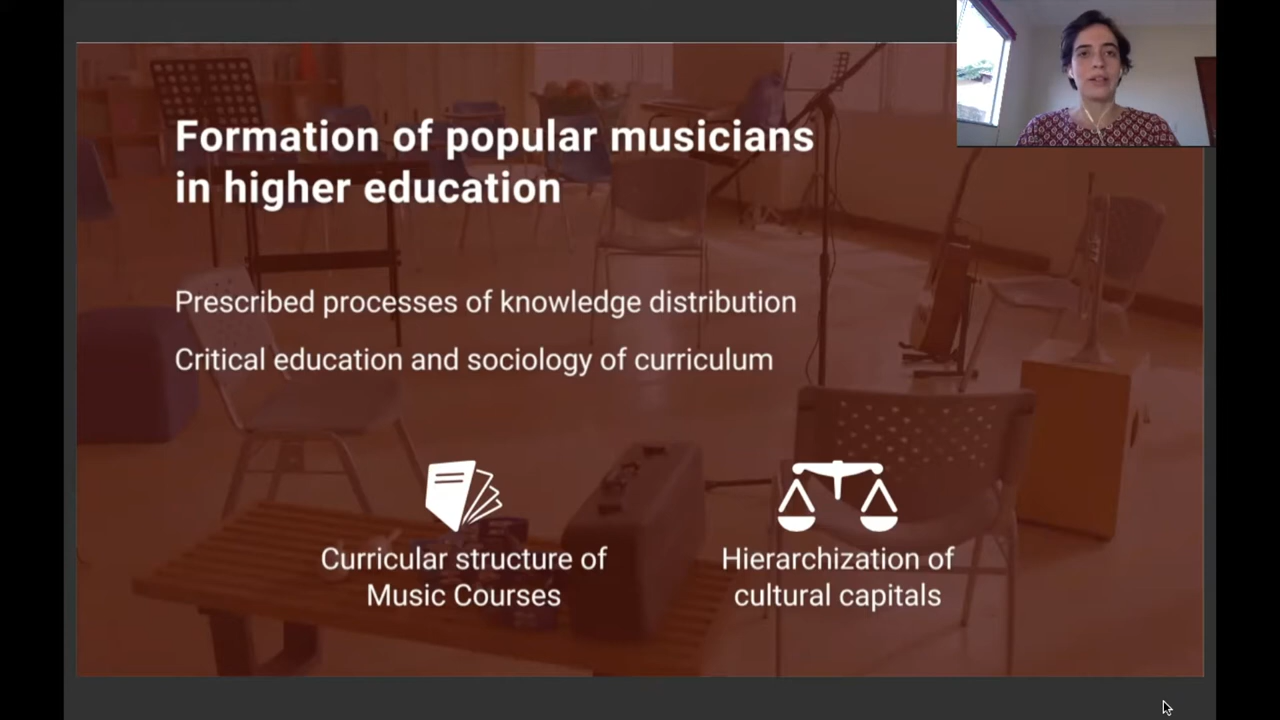 Formation of popular musicians
in higher education
Prescribed processes of knowledge distribution
Critical education and sociology of curriculum
Curricular structure of
Music Courses
Hierarchization of
cultural capitals